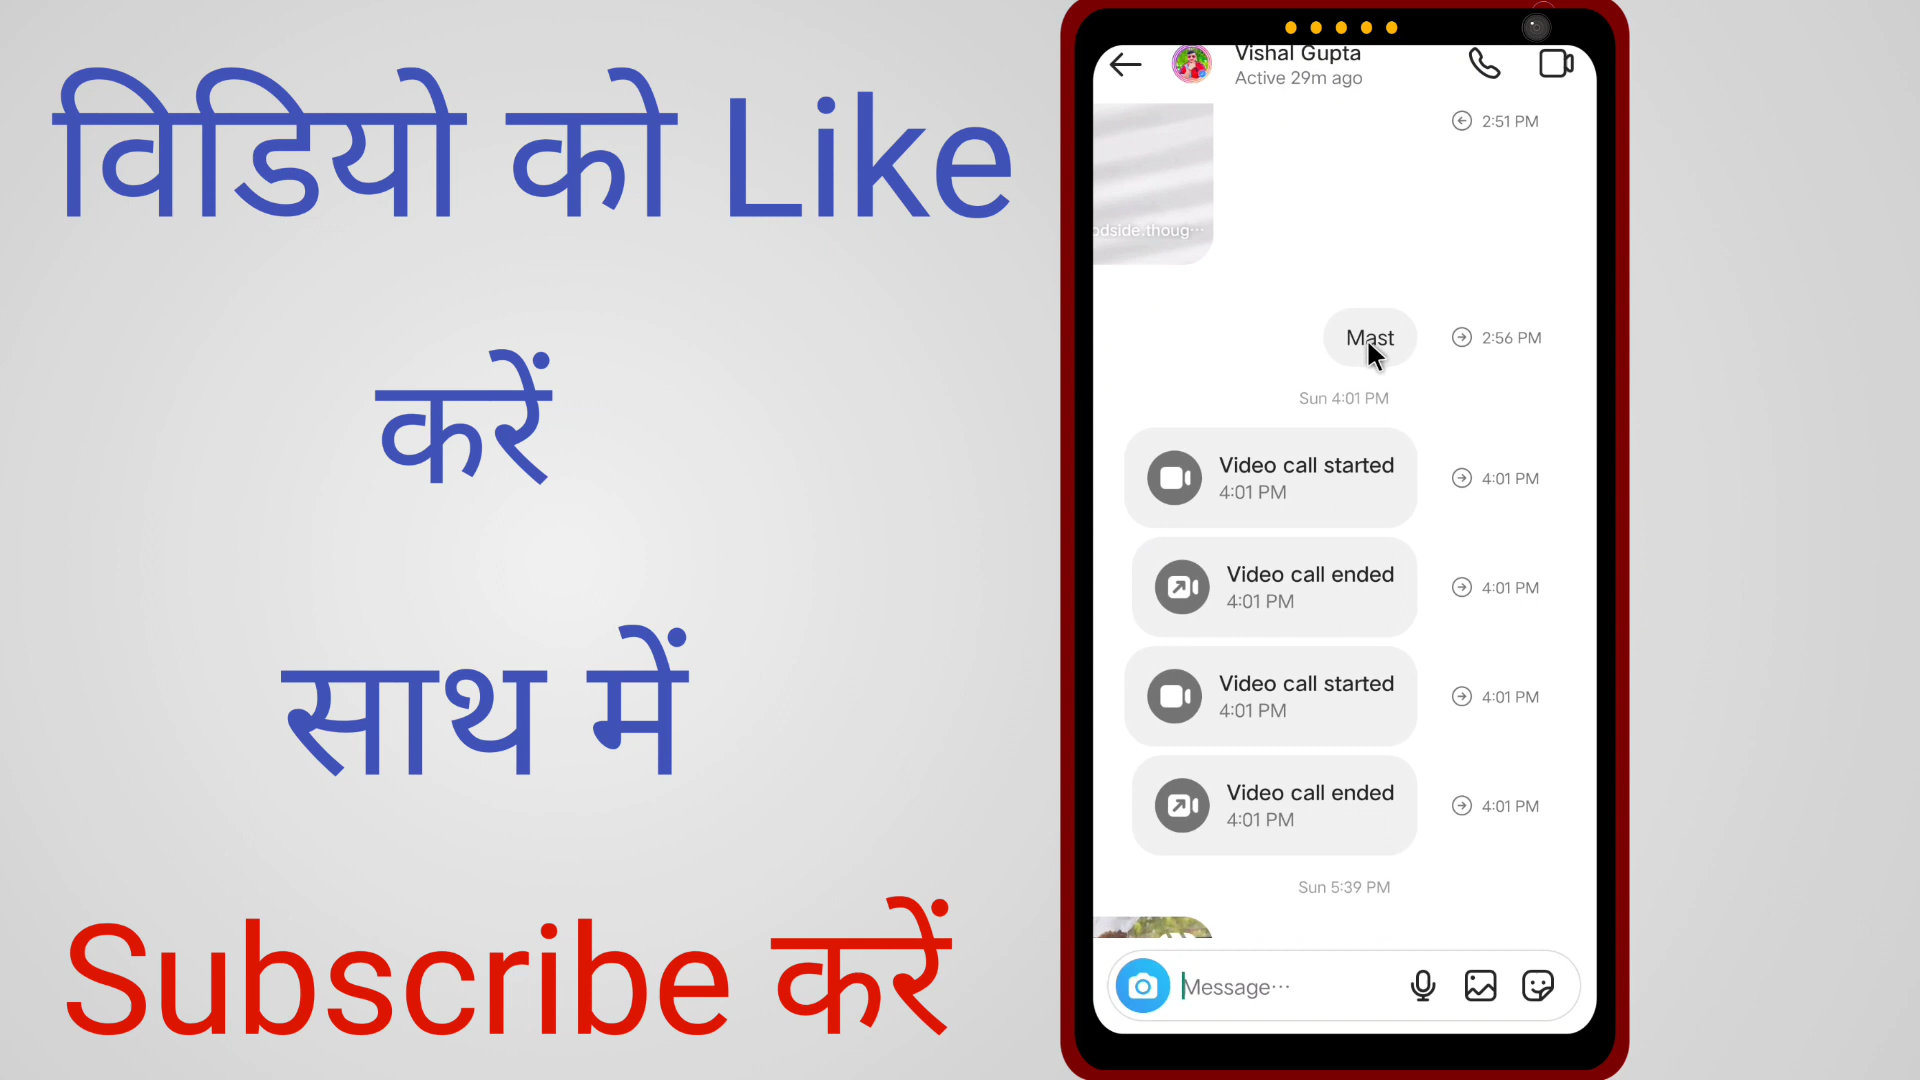 विडियो को Like
करें
साथ में
Subscribe करें
Vishal Gupta
Active 29m ago
2:51 PM
odside.thoug...
Mast
2:56 PM
Sun 4:01 PM
Video call started
4:01 PM
4:01 PM
Video call ended
4:01 PM
4:01 PM
Video call started
4:01 PM
4:01 PM
Video call ended
4:01 PM
4:01 PM
Sun 5:39 PM
Message...